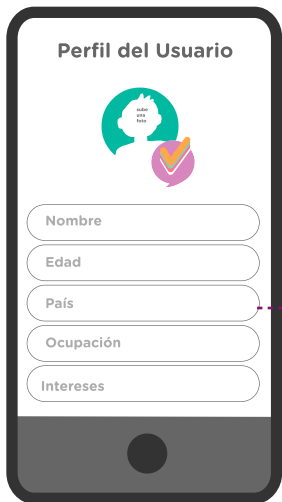 Perfil del Usuario
sube
una
foto
Nombre
Edad
País
Ocupación
Intereses